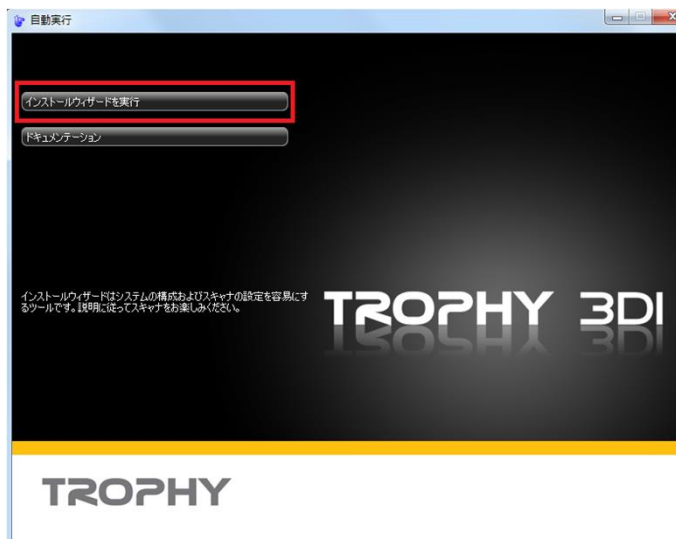 自動実行
インストールウィザードを実行
ドキュメンテーション
インストールウィザードはシステムの構成およびスキャナの設定を容易にす
るツールです。説明に従ってスキャナをお楽しみください。
TROPHY 3DI
TROPHY